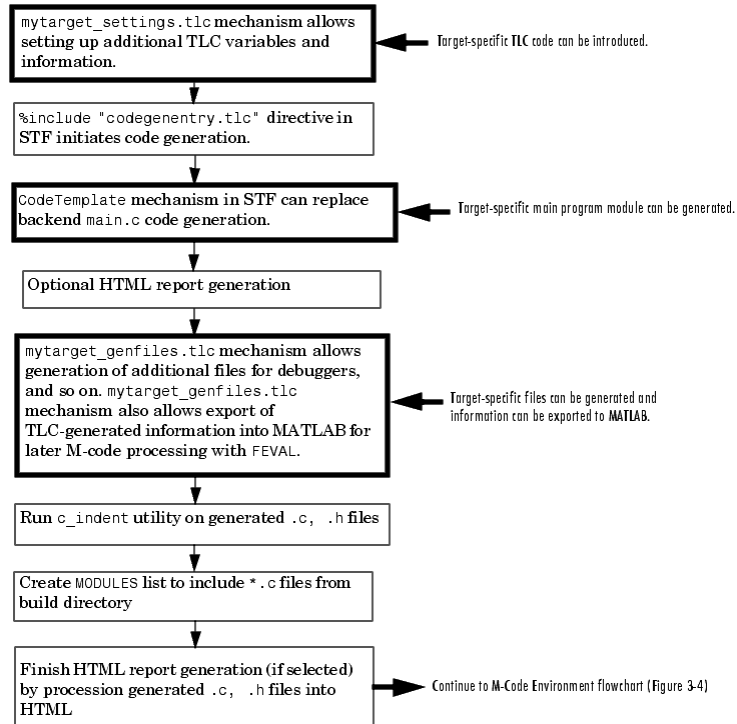 mytarget_settings.tlc mechanism allows
setting up additional TLC variables and
information.
Target-specific TLC code can be introduced.
%include "codegenentry.tlc" directive in
STF initiates code generation.
CodeTemplate mechanism in STF can replace
backend main.c code generation.
Target-specific main program module can be generated.
Optional HTML report generation
mytarget_genfiles.tlc mechanism allows
generation of additional files for debuggers,
and so on. mytarget_genfiles.tlc
mechanism also allows export of
TLC-generated information into MATLAB for
later M-code processing with FEVAL.
Target-specific files can be generated and
information can be exported to MATLAB.
Run c_indent utility on generated .c, .h files
Create MODULES list to include *.c files from
build directory
Finish HTML report generation (if selected)
by procession generated .c, .h files into
HTML
Continue to M-Code Environment flowchart (Figure 3-4)